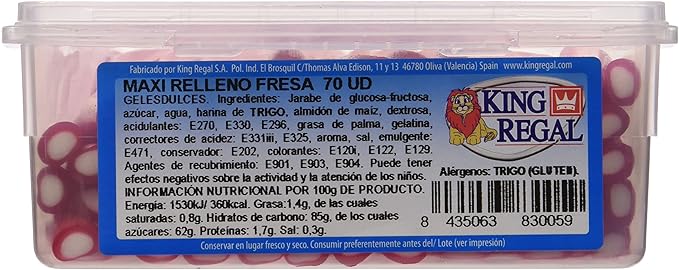 Fabricado por King Regal S.A. Pol. Ind. El Brosquil C/Thomas Alva Edison, 11 y 13 46780 Oliva (Valencia) Spain www.kingregal.com
MAXI RELLENO FRESA 70 UD
GELESDULCES. Ingredientes: Jarabe de glucosa-fructosa,
azúcar, agua, harina de TRIGO, almidón de maíz, dextrosa,
acidulantes: E270, E330, E296, grasa de palma, gelatina,
correctores de acidez: E331iii, E325, aroma, sal, emulgente:
E471, conservador: E202, colorantes: E120i, E122, E129.
Agentes de recubrimiento: E901, E903, E904. Puede tener
efectos negativos sobre la actividad y la atención de los niños.
INFORMACIÓN NUTRICIONAL POR 100g DE PRODUCTO.
Energía: 1530kJ/ 360kcal. Grasa:1,4g, de las cuales
saturadas: 0,8g. Hidratos de carbono: 85g, de los cuales
azúcares: 62g. Proteínas: 1,7g. Sal: 0,3g.
KING
REGAL
Alérgenos: TRIGO (GLUTEN).
8 435063 830059
Conservar en lugar fresco y seco. Consumir preferentemente antes del/ Lote (ver impresión)